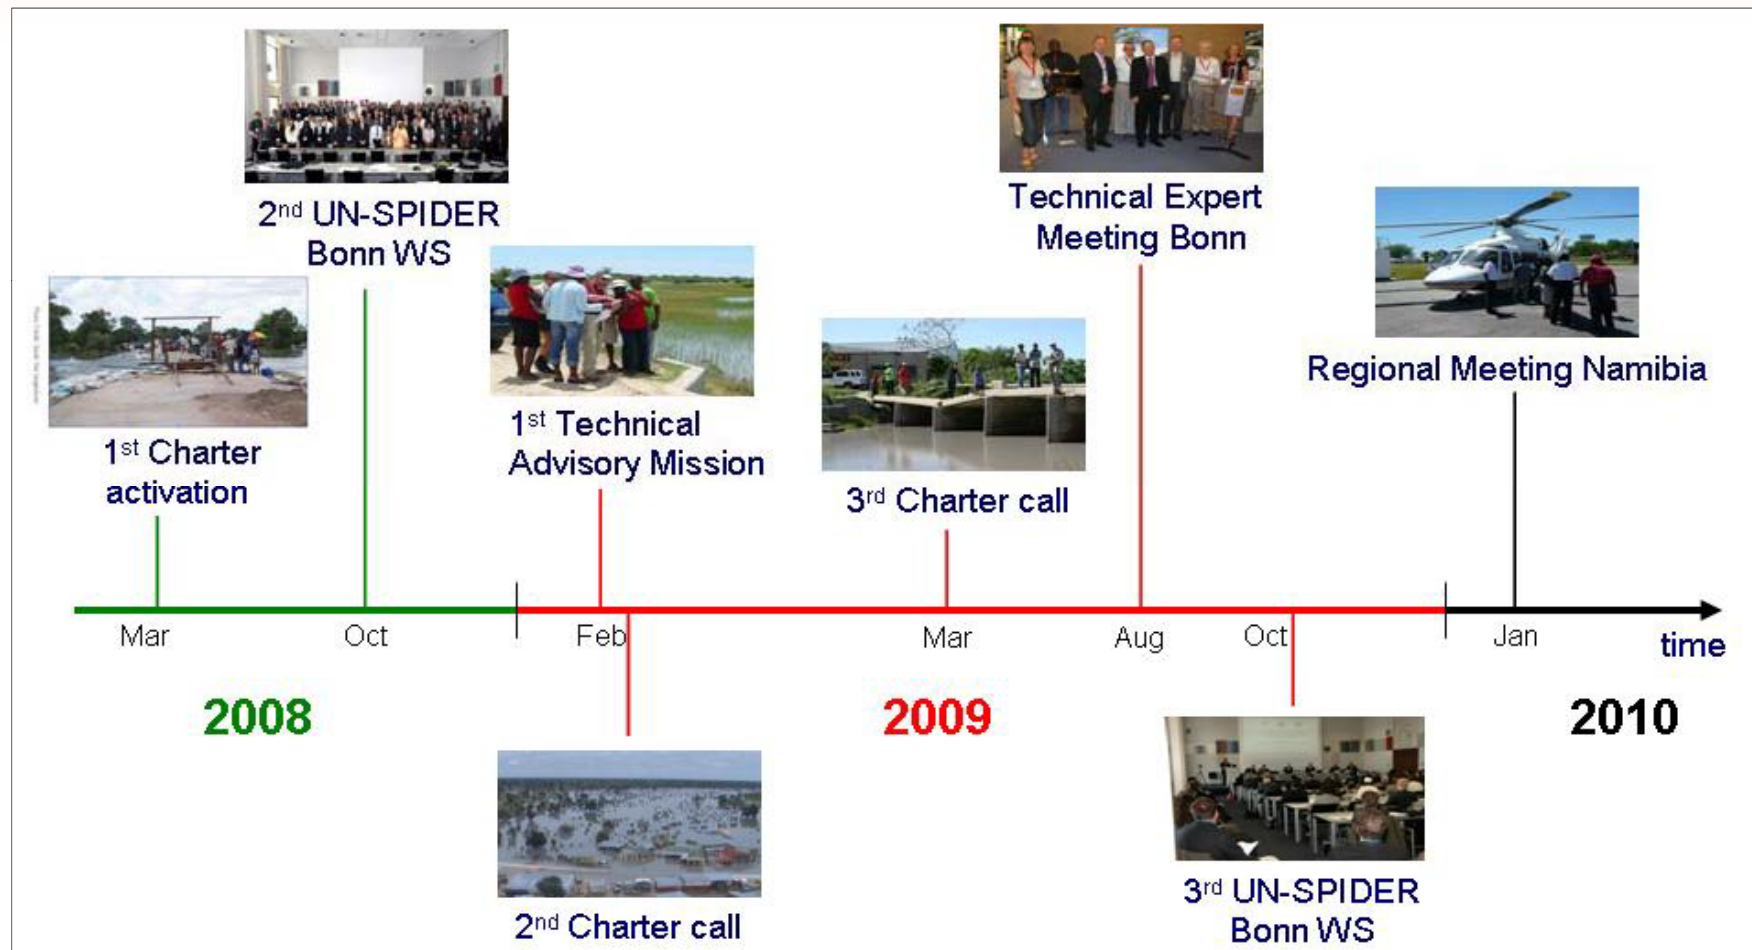 2nd UN-SPIDER
Bonn WS
1st Charter
activation
1st Technical
Advisory Mission
3rd Charter call
Technical Expert
Meeting Bonn
Regional Meeting Namibia
Mar
Oct
Feb
Mar
Aug
Oct
Jan
time
2008
2009
2010
2nd Charter call
3rd UN-SPIDER
Bonn WS